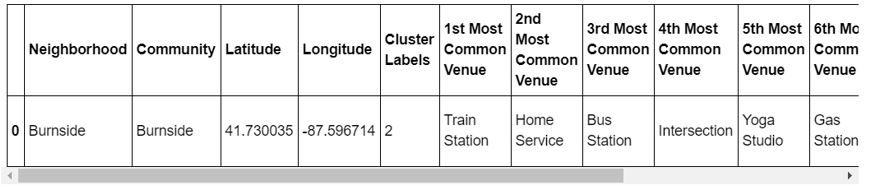 Neighborhood Community Latitude Longitude Cluster Labels 1st Most Common Venue 2nd Most Common Venue 3rd Most Common Venue 4th Most Common Venue 5th Most Common Venue 6th Mo Comm Venue
0 Burnside Burnside 41.730035 -87.596714 2 Train Station Home Service Bus Station Intersection Yoga Studio Gas Station